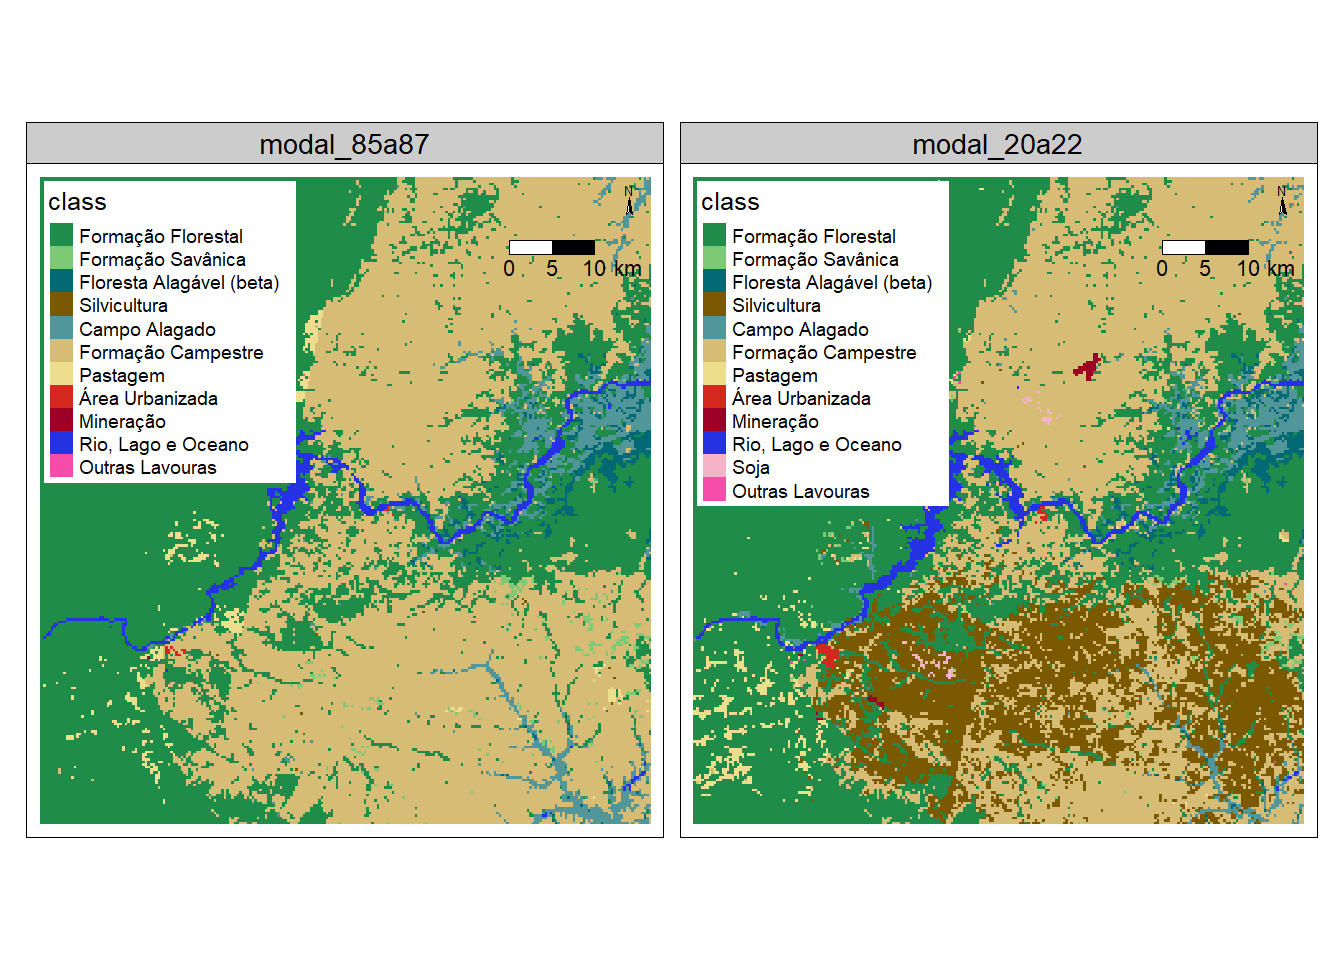 modal_85a87
class
Formação Florestal
Formação Savânica
Floresta Alagável (beta)
Silvicultura
Campo Alagado
Formação Campestre
Pastagem
Área Urbanizada
Mineração
Rio, Lago e Oceano
Outras Lavouras
N
0 5 10 km
modal_20a22
class
Formação Florestal
Formação Savânica
Floresta Alagável (beta)
Silvicultura
Campo Alagado
Formação Campestre
Pastagem
Área Urbanizada
Mineração
Rio, Lago e Oceano
Soja
Outras Lavouras
N
0 5 10 km